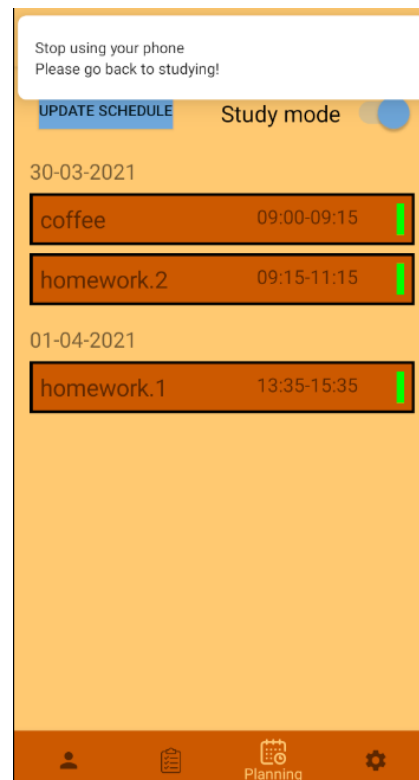 Stop using your phone
Please go back to studying!
UPDATE SCHEDULE Study mode
30-03-2021
coffee 09:00-09:15
homework.2 09:15-11:15
01-04-2021
homework.1 13:35-15:35
Planning